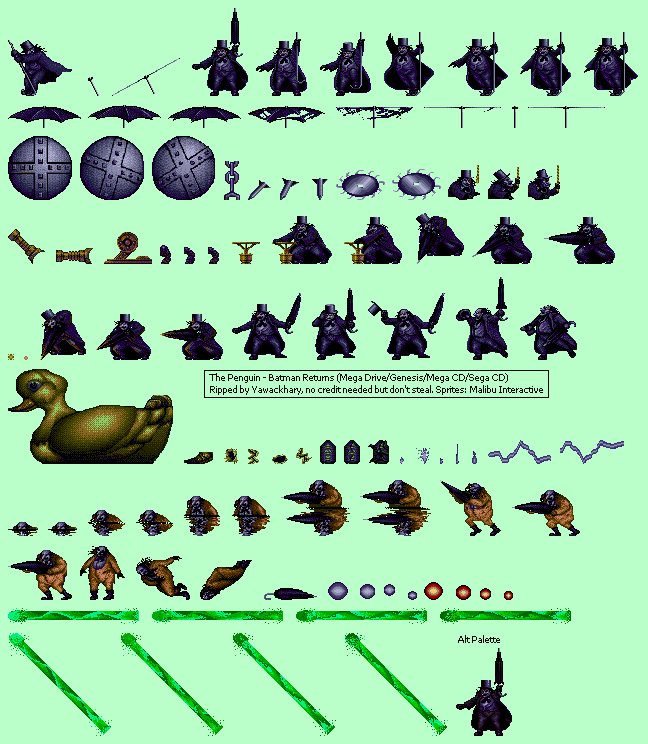 The Penguin - Batman Returns (Mega Drive/Genesis/Mega CD/Sega CD)
Ripped by Yawackhary, no credit needed but don't steal. Sprites: Malibu Interactive
Alt Palette